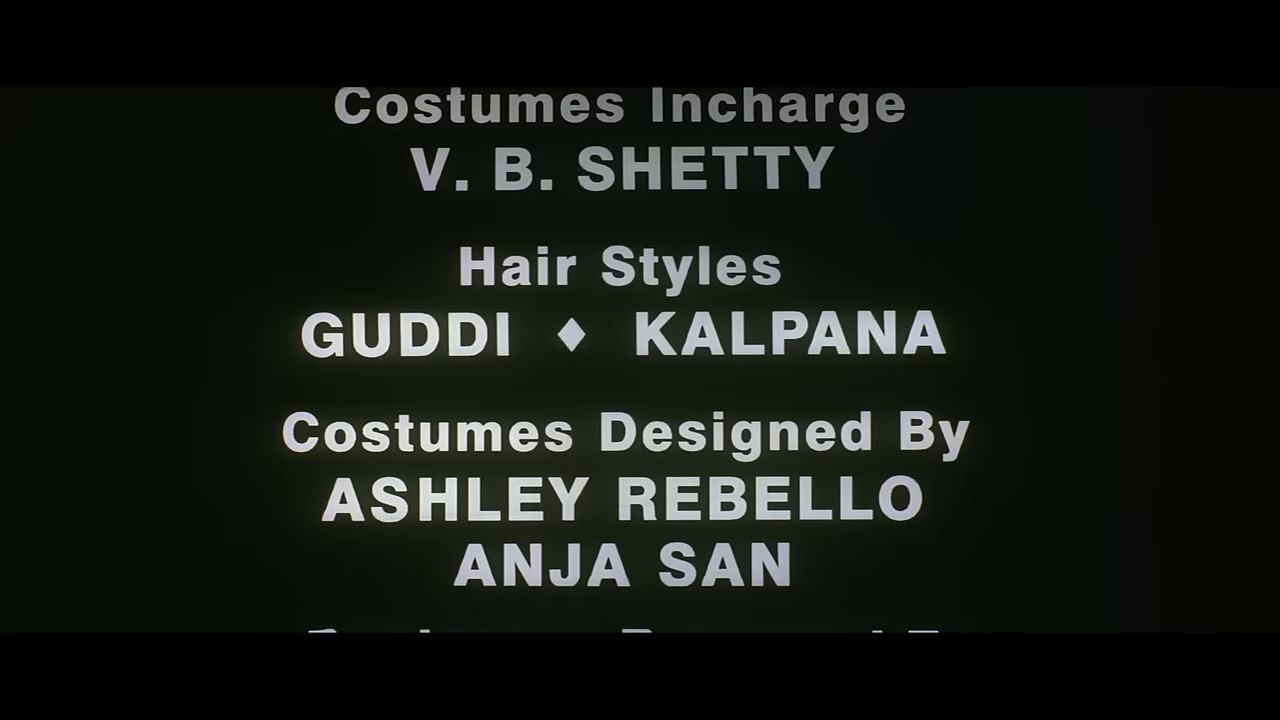 Costumes Incharge
V. B. SHETTY
Hair Styles
GUDDI ♦ KALPANA
Costumes Designed By
ASHLEY REBELLO
ANJA SAN